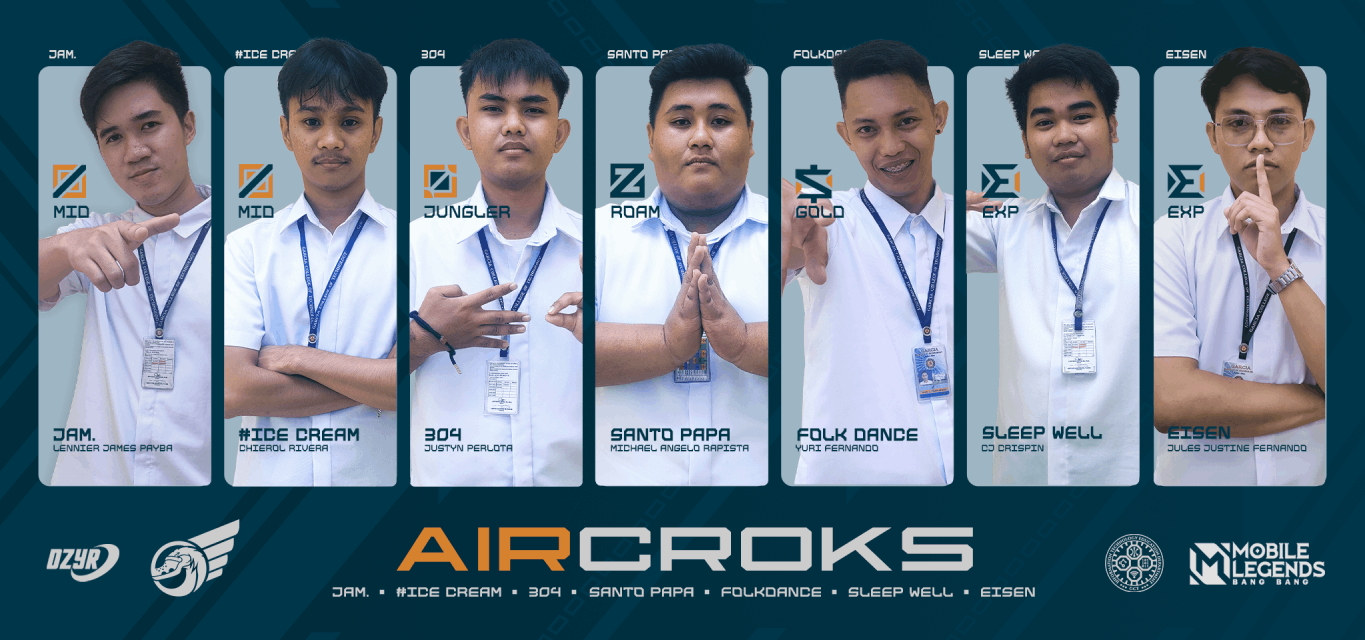 JAM.
#ICE CRE
304
SANTO PAP
FOLKDA
SLEEP WE
EISEN
MID
MID
JUNGLER
ROAM
GOLD
EXP
EXP
JAM.
LENNIER JAMES PAYBA
#ICE CREAM
CHIEROL RIVERA
304
JUSTYN PERLOTA
SANTO PAPA
MICHAEL ANGELO RAPISTA
FOLK DANCE
YURI FERNANDO
SLEEP WELL
CJ CRISPIN
EISEN
JULES JUSTINE FERNANDO
AIRCROKS
JAM. ▪ #ICE CREAM ▪ 304 ▪ SANTO PAPA ▪ FOLKDANCE ▪ SLEEP WELL ▪ EISEN
OZYR
MOBILE
LEGENDS
BANG BANG